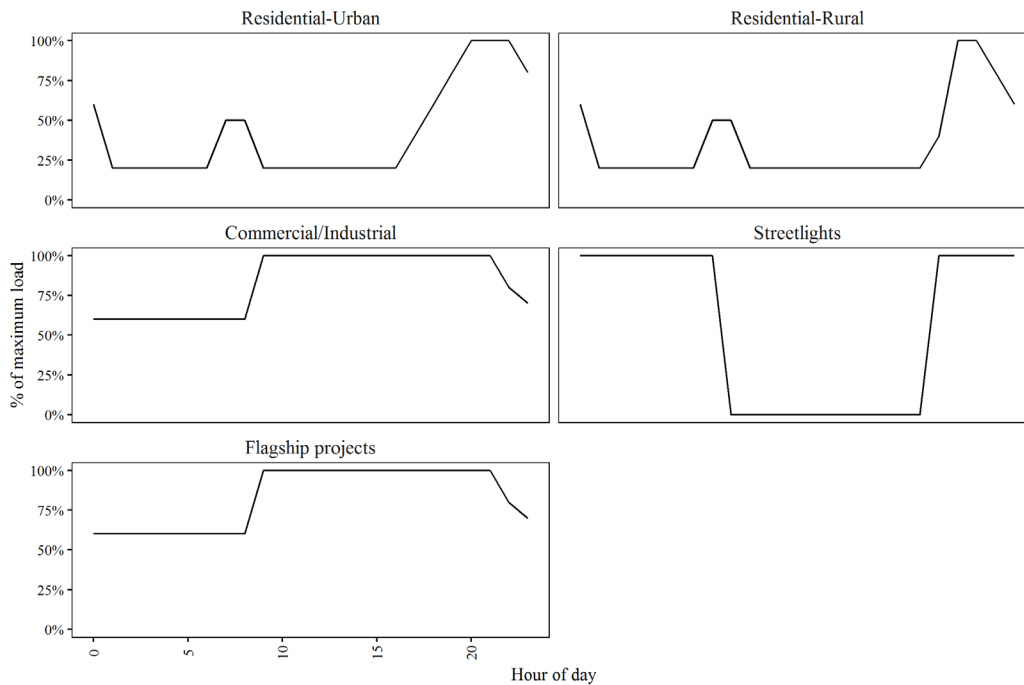 Residential-Urban
Residential-Rural
100%
75%
50%
25%
0%
Commercial/Industrial
Streetlights
100%
75%
50%
25%
0%
% of maximum load
Flagship projects
100%
75%
50%
25%
0%
0 5 10 15 20
Hour of day